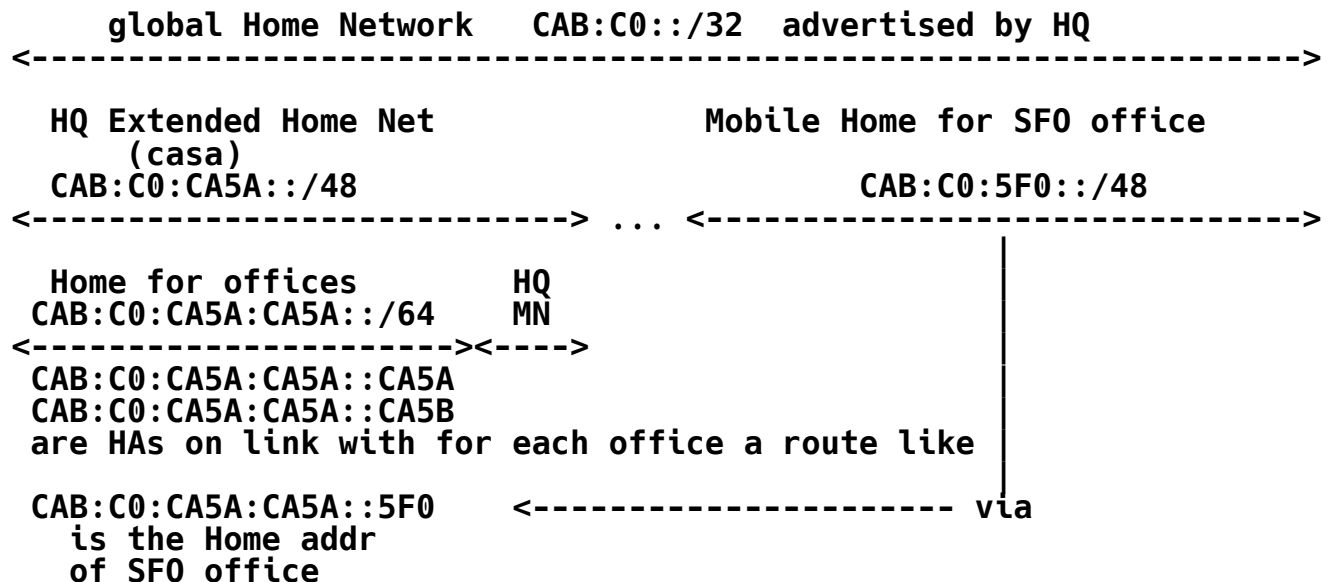 global Home Network   CAB:C0::/32  advertised by HQ
<------------------------------------------------------------------>
HQ Extended Home Net              Mobile Home for SFO office
(casa)
CAB:C0:CA5A::/48                          CAB:C0:5F0::/48
<----------------------------> ... <------------------------------->
Home for offices        HQ
CAB:C0:CA5A:CA5A::/64    MN
<----------------------><---->
CAB:C0:CA5A:CA5A::CA5A
CAB:C0:CA5A:CA5A::CA5B
are HAs on link with for each office a route like
CAB:C0:CA5A:CA5A::5F0    <---------------------- via
is the Home addr
of SFO office